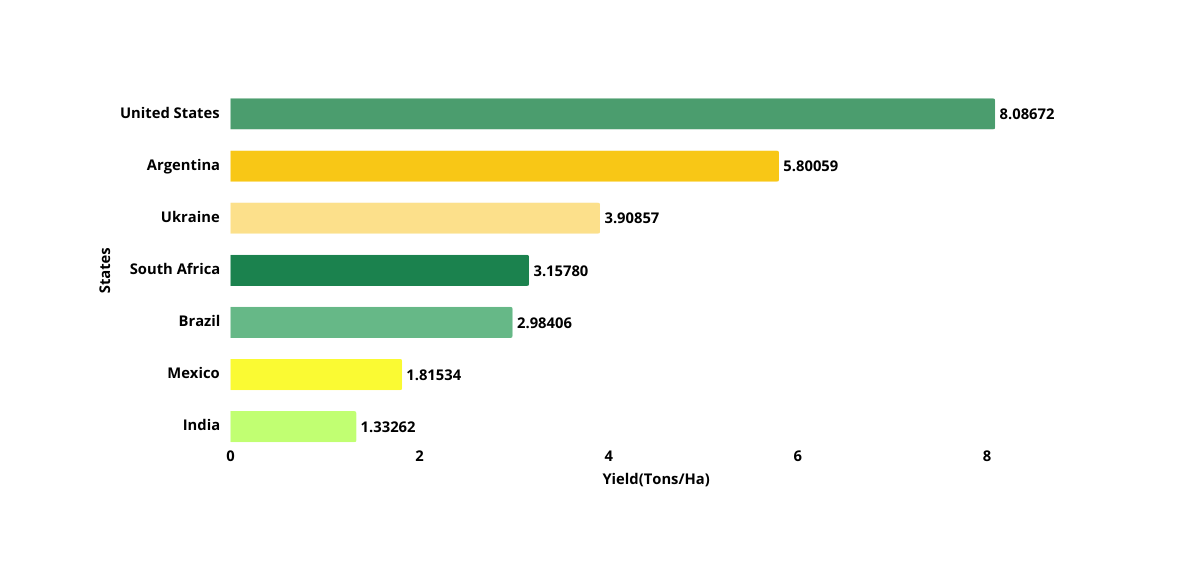 United States 8.08672
Argentina 5.80059
Ukraine 3.90857
States
South Africa 3.15780
Brazil 2.98406
Mexico 1.81534
India 1.33262
0 2 4 6 8
Yield(Tons/Ha)